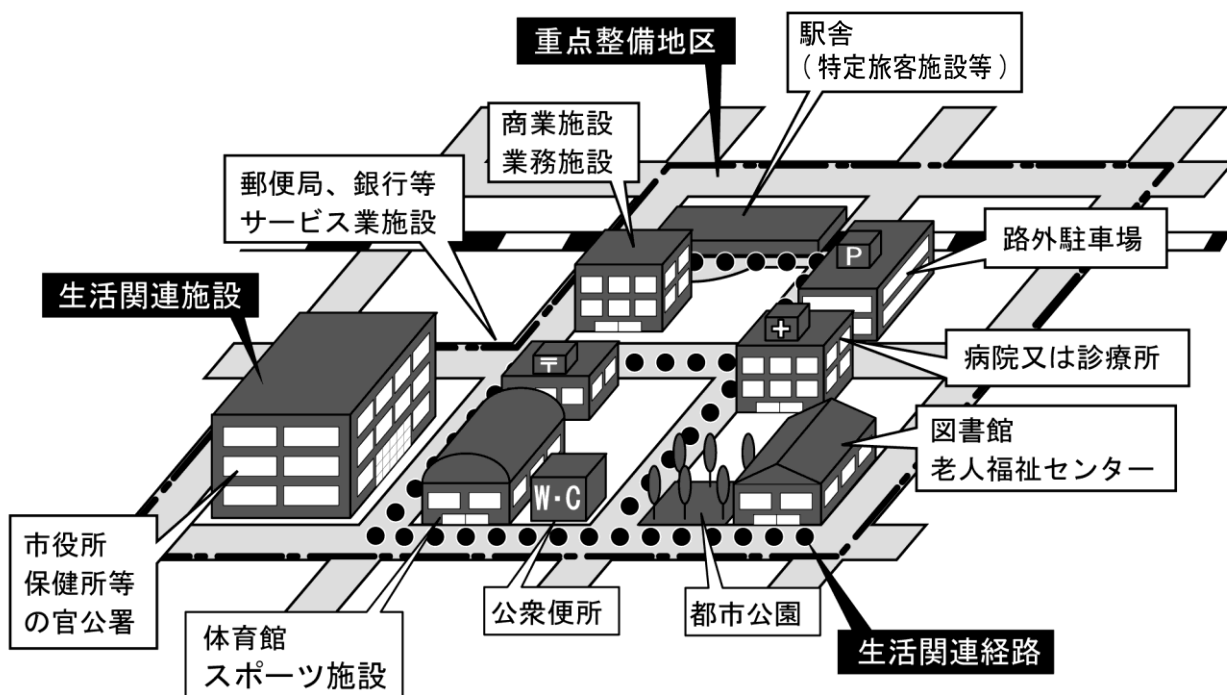 重点整備地区
駅舎
(特定旅客施設等)
商業施設
業務施設
郵便局、銀行等
サービス業施設
路外駐車場
生活関連施設
P
病院又は診療所
〒
図書館
老人福祉センター
W・C
市役所
保健所等
の官公署
公衆便所
都市公園
体育館
スポーツ施設
生活関連経路